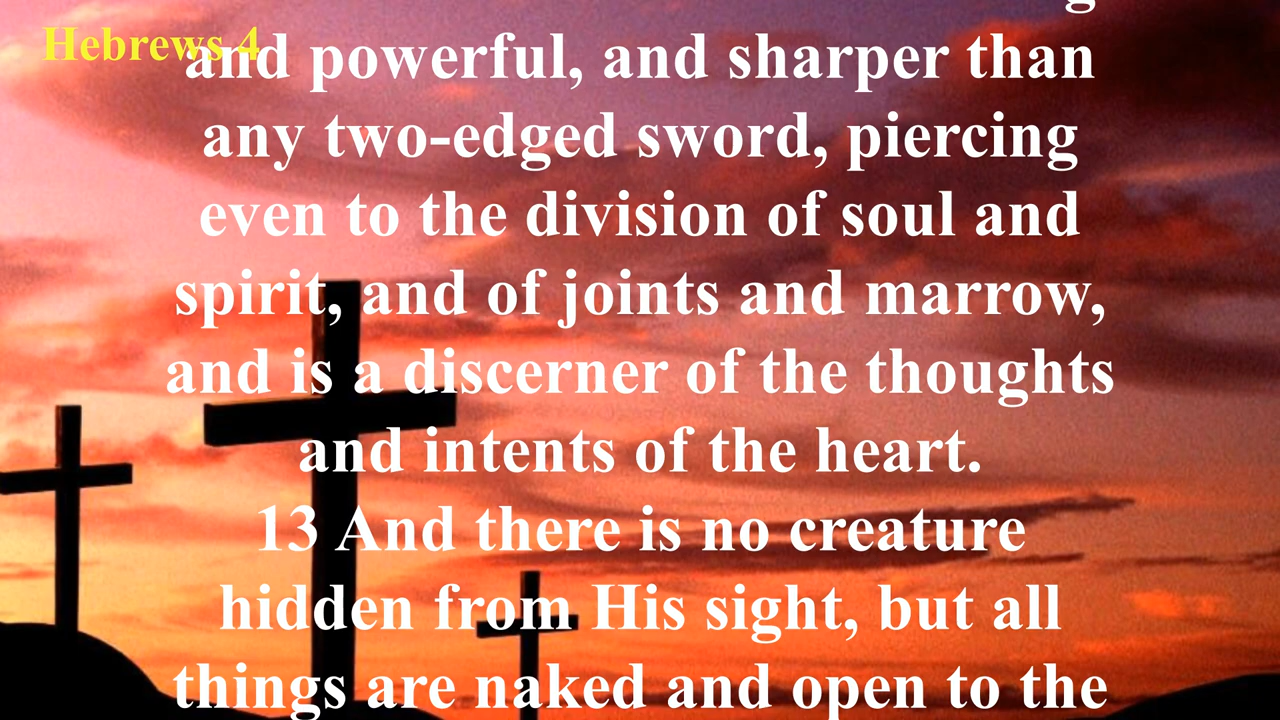 Hebrews 4
and powerful, and sharper than
any two-edged sword, piercing
even to the division of soul and
spirit, and of joints and marrow,
and is a discerner of the thoughts
and intents of the heart.
13 And there is no creature
hidden from His sight, but all
things are naked and open to the